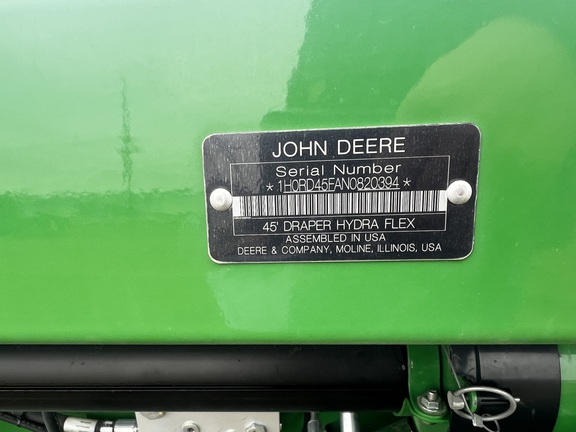 JOHN DEERE
Serial Number
*1H0RD45FAN0820394*
45' DRAPER HYDRA FLEX
ASSEMBLED IN USA
DEERE & COMPANY, MOLINE, ILLINOIS, USA